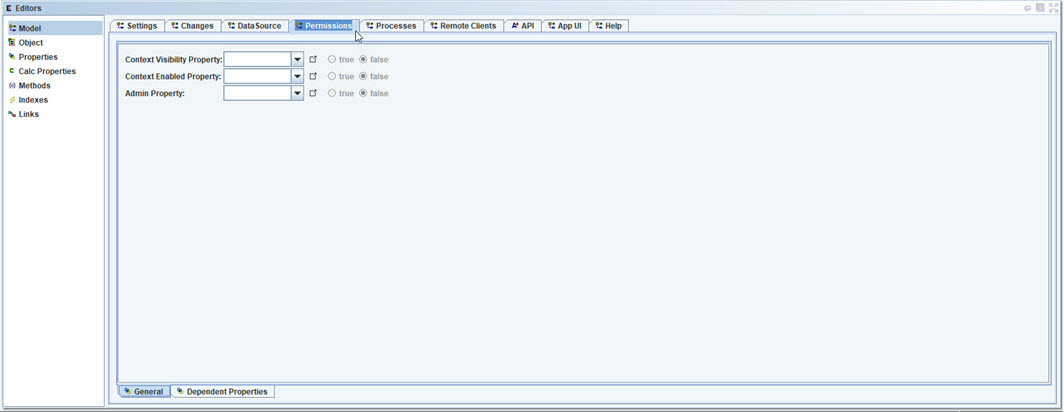 Editors
Model
Object
Properties
Calc Properties
Methods
Indexes
Links
Settings Changes DataSource Permissions Processes Remote Clients API App UI Help
Context Visibility Property: true false
Context Enabled Property: true false
Admin Property: true false
General Dependent Properties